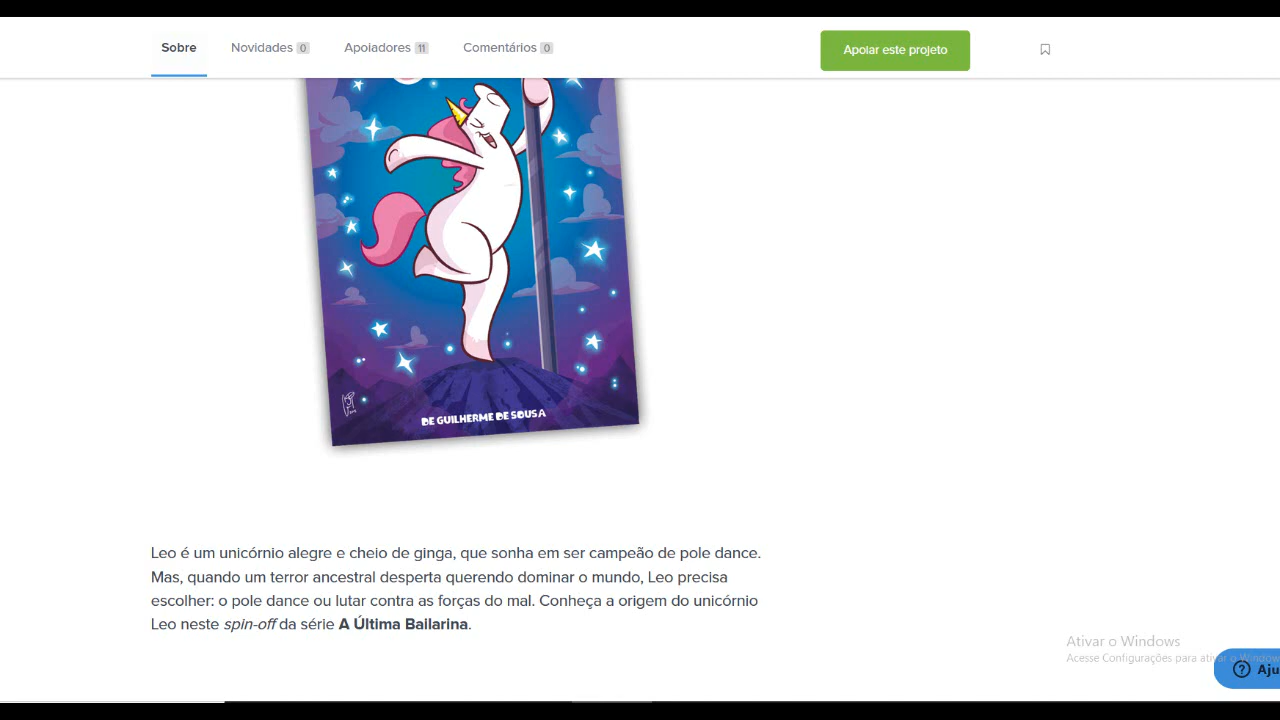 Sobre Novidades 0 Apoiadores 11 Comentários 0 Apoiar este projeto
DE GUILHERME DE SOUSA
Leo é um unicórnio alegre e cheio de ginga, que sonha em ser campeão de pole dance.
Mas, quando um terror ancestral desperta querendo dominar o mundo, Leo precisa
escolher: o pole dance ou lutar contra as forças do mal. Conheça a origem do unicórnio
Leo neste spin-off da série A Última Bailarina.
Ativar o Windows
Acesse Configurações para ativar o Windows
Aju